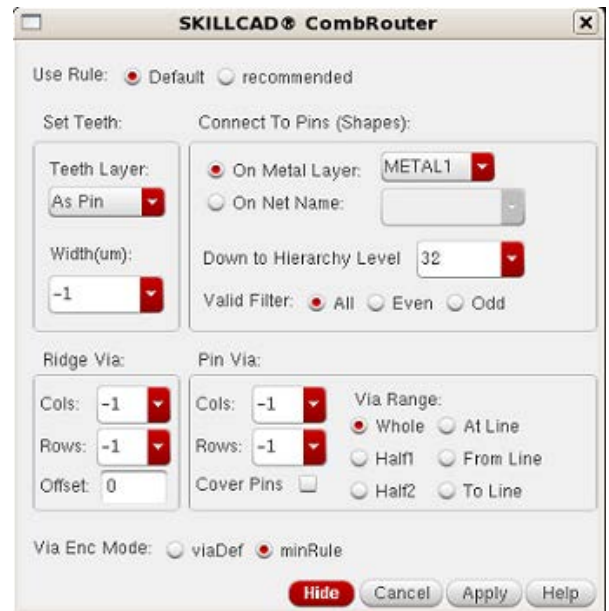 SKILLCAD® CombRouter
Use Rule: Default recommended
Set Teeth:
Teeth Layer:
As Pin
Width(um):
-1
Connect To Pins (Shapes):
On Metal Layer: METAL1
On Net Name:
Down to Hierarchy Level 32
Valid Filter: All Even Odd
Ridge Via:
Cols: -1
Rows: -1
Offset: 0
Pin Via:
Cols: -1
Rows: -1
Cover Pins
Via Range:
Whole At Line
Half1 From Line
Half2 To Line
Via Enc Mode: viaDef minRule
Hide Cancel Apply Help